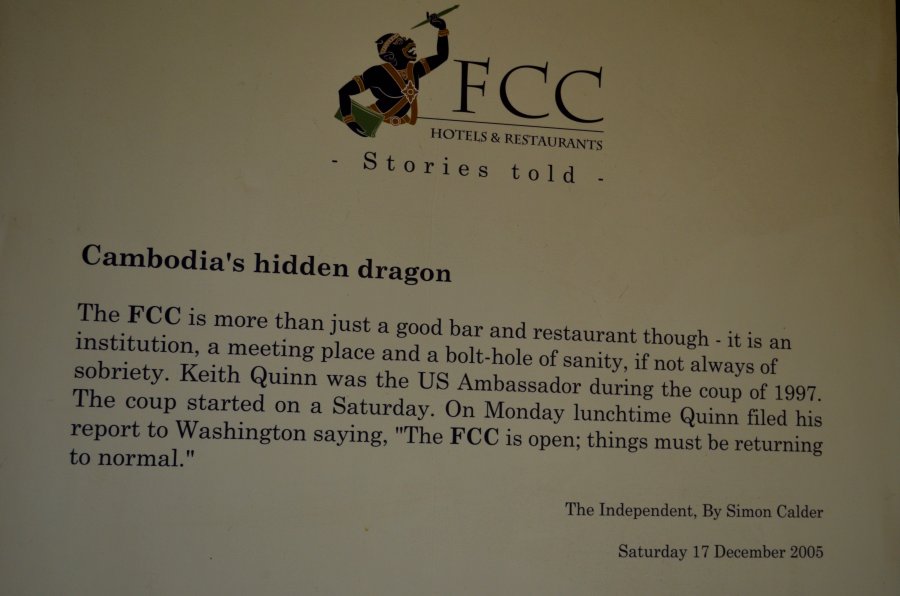 FCC
HOTELS & RESTAURANTS
- Stories told -
Cambodia's hidden dragon
The FCC is more than just a good bar and restaurant though - it is an
institution, a meeting place and a bolt-hole of sanity, if not always of
sobriety. Keith Quinn was the US Ambassador during the coup of 1997.
The coup started on a Saturday. On Monday lunchtime Quinn filed his
report to Washington saying, "The FCC is open; things must be returning
to normal."
The Independent, By Simon Calder
Saturday 17 December 2005